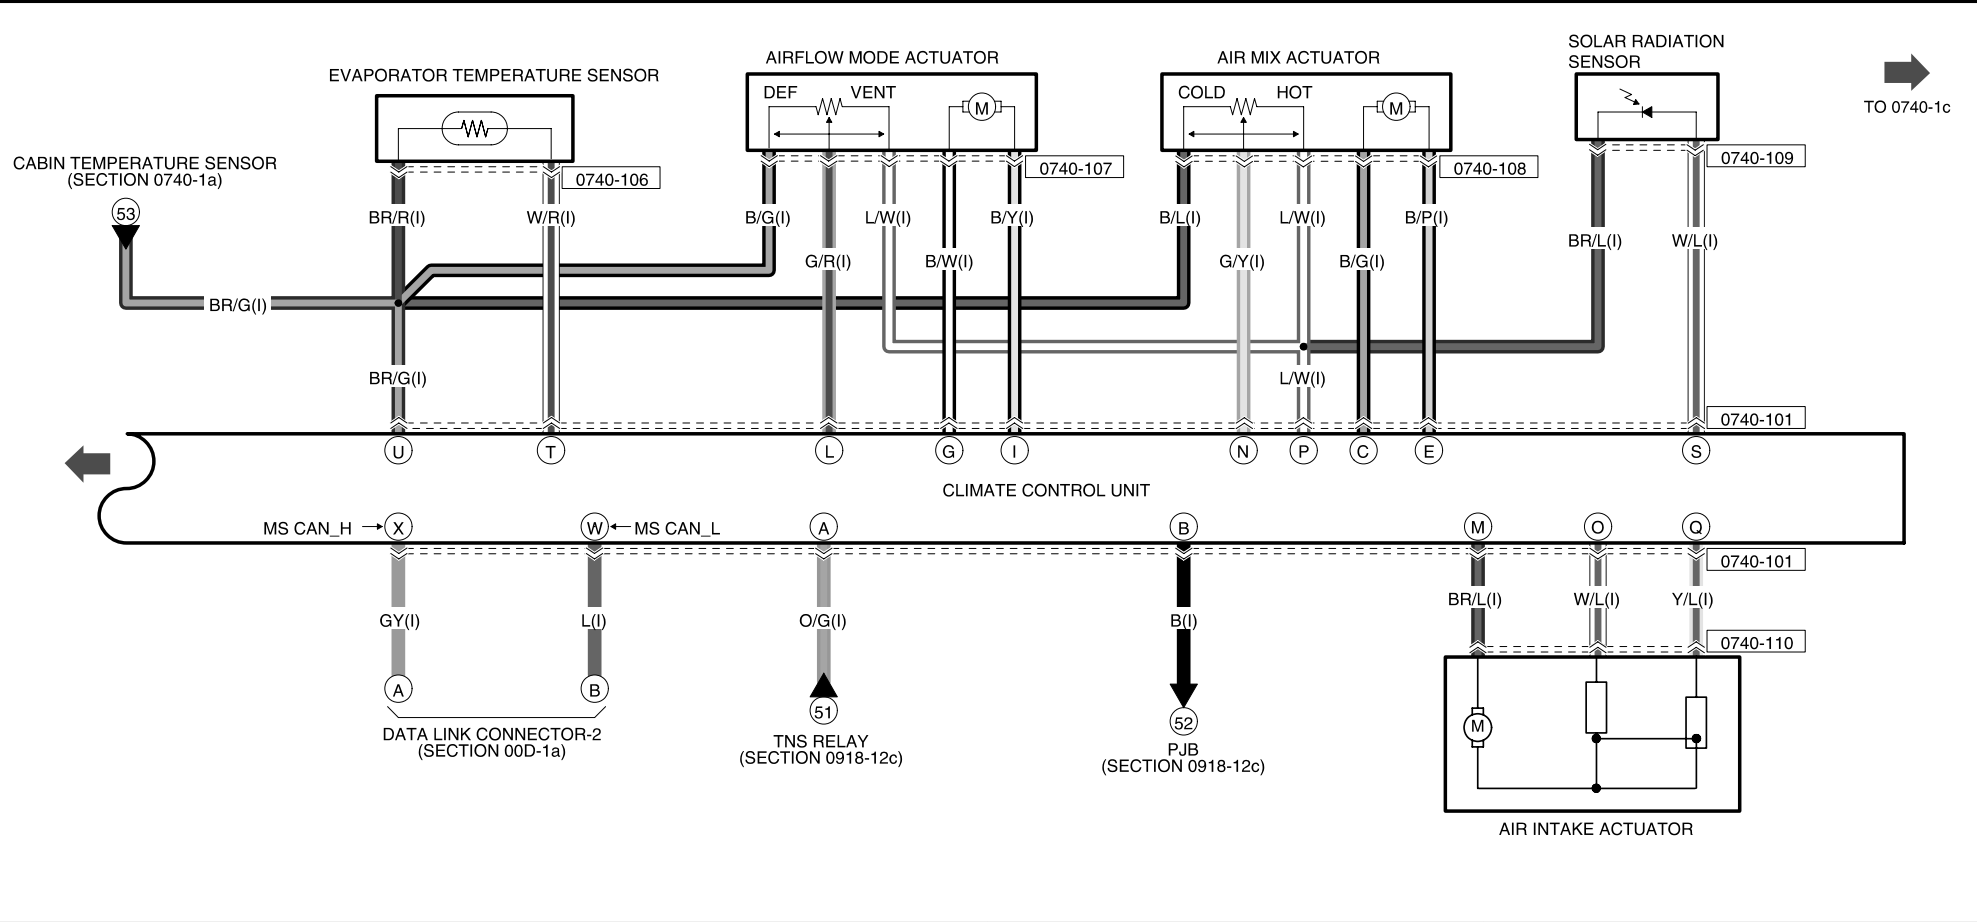 SOLAR RADIATION
SENSOR
AIRFLOW MODE ACTUATOR
AIR MIX ACTUATOR
EVAPORATOR TEMPERATURE SENSOR
DEF VENT
M
COLD HOT
M
TO 0740-1c
CABIN TEMPERATURE SENSOR
(SECTION 0740-1a)
0740-106
0740-107
0740-108
0740-109
53
BR/R(I)
W/R(I)
B/G(I)
L/W(I)
B/Y(I)
B/L(I)
L/W(I)
B/P(I)
BR/L(I)
W/L(I)
G/R(I)
B/W(I)
G/Y(I)
B/G(I)
BR/G(I)
BR/G(I)
L/W(I)
0740-101
U
T
L
G
I
N
P
C
E
S
CLIMATE CONTROL UNIT
MS CAN_H
X
W
MS CAN_L
A
B
M
O
Q
0740-101
BR/L(I)
W/L(I)
Y/L(I)
GY(I)
L(I)
O/G(I)
B(I)
0740-110
A
B
51
52
M
DATA LINK CONNECTOR-2
(SECTION 00D-1a)
TNS RELAY
(SECTION 0918-12c)
PJB
(SECTION 0918-12c)
AIR INTAKE ACTUATOR